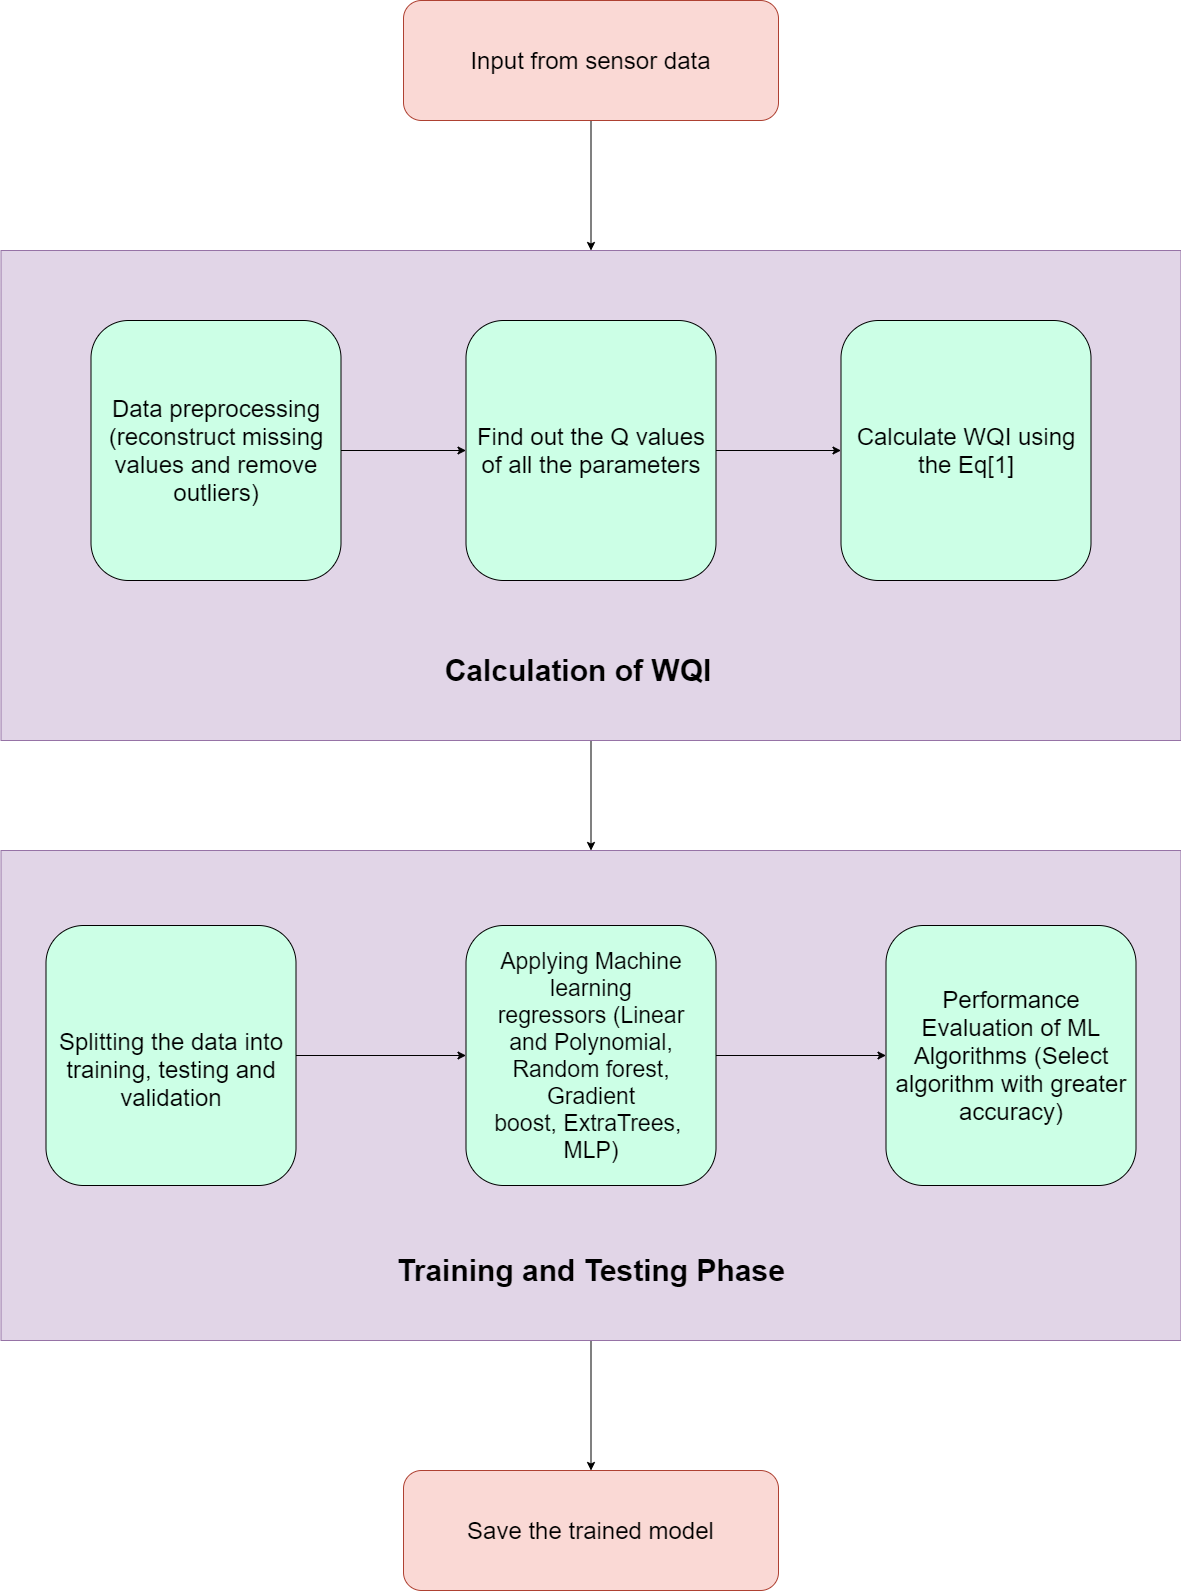 Input from sensor data
Data preprocessing
(reconstruct missing
values and remove
outliers)
Find out the Q values
of all the parameters
Calculate WQI using
the Eq[1]
Calculation of WQI
Splitting the data into
training, testing and
validation
Applying Machine
learning
regressors (Linear
and Polynomial,
Random forest,
Gradient
boost, ExtraTrees,
MLP)
Performance
Evaluation of ML
Algorithms (Select
algorithm with greater
accuracy)
Training and Testing Phase
Save the trained model